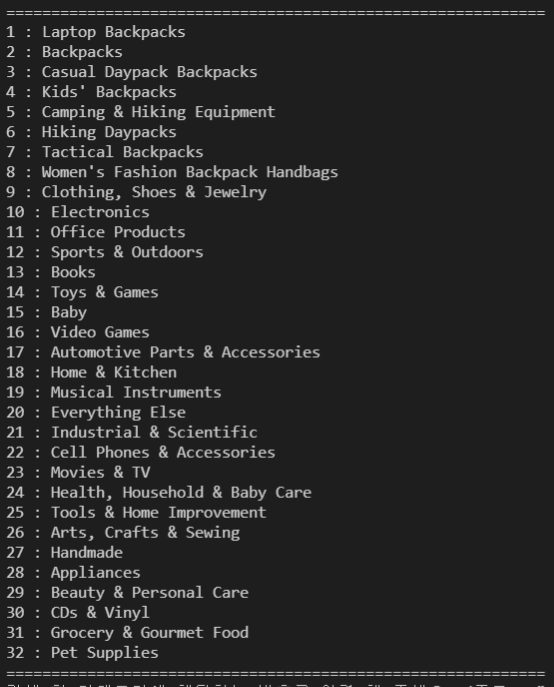 ==============================================================
1 : Laptop Backpacks
2 : Backpacks
3 : Casual Daypack Backpacks
4 : Kids' Backpacks
5 : Camping & Hiking Equipment
6 : Hiking Daypacks
7 : Tactical Backpacks
8 : Women's Fashion Backpack Handbags
9 : Clothing, Shoes & Jewelry
10 : Electronics
11 : Office Products
12 : Sports & Outdoors
13 : Books
14 : Toys & Games
15 : Baby
16 : Video Games
17 : Automotive Parts & Accessories
18 : Home & Kitchen
19 : Musical Instruments
20 : Everything Else
21 : Industrial & Scientific
22 : Cell Phones & Accessories
23 : Movies & TV
24 : Health, Household & Baby Care
25 : Tools & Home Improvement
26 : Arts, Crafts & Sewing
27 : Handmade
28 : Appliances
29 : Beauty & Personal Care
30 : CDs & Vinyl
31 : Grocery & Gourmet Food
32 : Pet Supplies
==============================================================